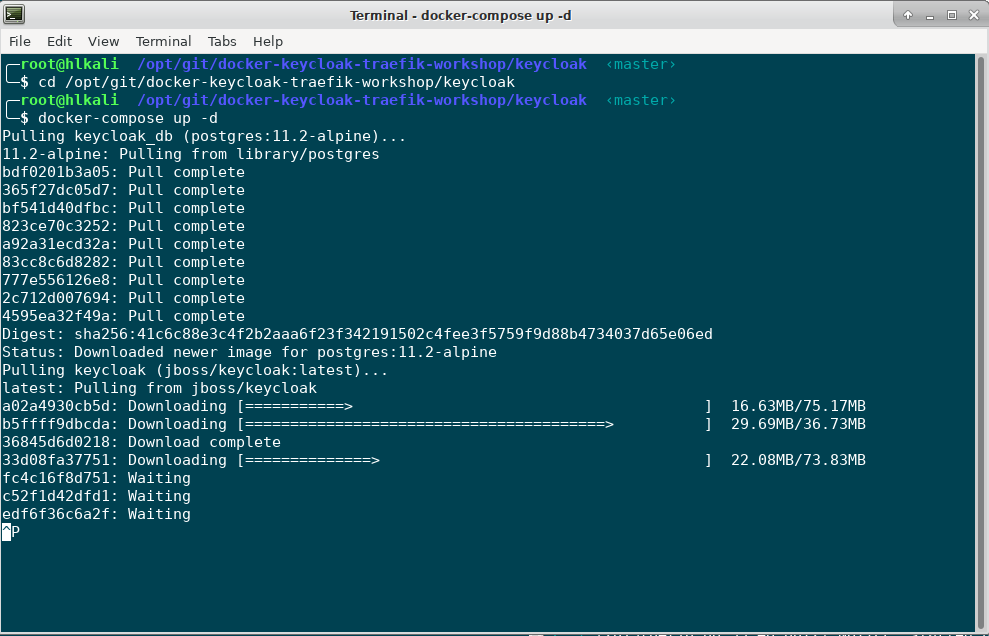 Terminal - docker-compose up -d
File Edit View Terminal Tabs Help
root@hlkali /opt/git/docker-keycloak-traefik-workshop/keycloak ‹master›
$ cd /opt/git/docker-keycloak-traefik-workshop/keycloak
root@hlkali /opt/git/docker-keycloak-traefik-workshop/keycloak ‹master›
$ docker-compose up -d
Pulling keycloak_db (postgres:11.2-alpine)...
11.2-alpine: Pulling from library/postgres
bdf0201b3a05: Pull complete
365f27dc05d7: Pull complete
bf541d40dfbc: Pull complete
823ce70c3252: Pull complete
a92a31ecd32a: Pull complete
83cc8c6d8282: Pull complete
777e556126e8: Pull complete
2c712d007694: Pull complete
4595ea32f49a: Pull complete
Digest: sha256:41c6c88e3c4f2b2aaa6f23f342191502c4fee3f5759f9d88b4734037d65e06ed
Status: Downloaded newer image for postgres:11.2-alpine
Pulling keycloak (jboss/keycloak:latest)...
latest: Pulling from jboss/keycloak
a02a4930cb5d: Downloading [===========>                                       ]  16.63MB/75.17MB
b5ffff9dbcda: Downloading [========================================>          ]  29.69MB/36.73MB
36845d6d0218: Download complete
33d08fa37751: Downloading [==============>                                    ]  22.08MB/73.83MB
fc4c16f8d751: Waiting
c52f1d42dfd1: Waiting
edf6f36c6a2f: Waiting
^P